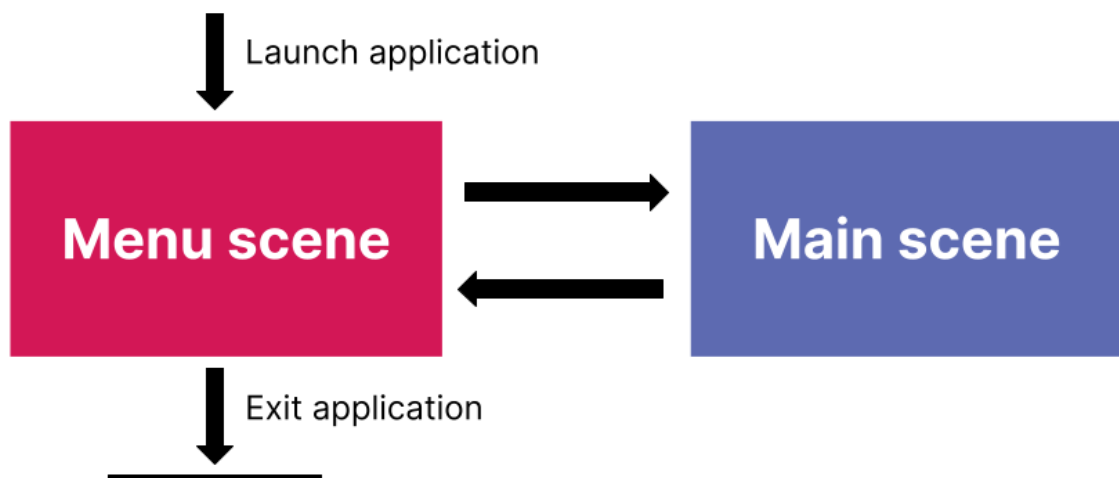 Launch application
Menu scene
Main scene
Exit application